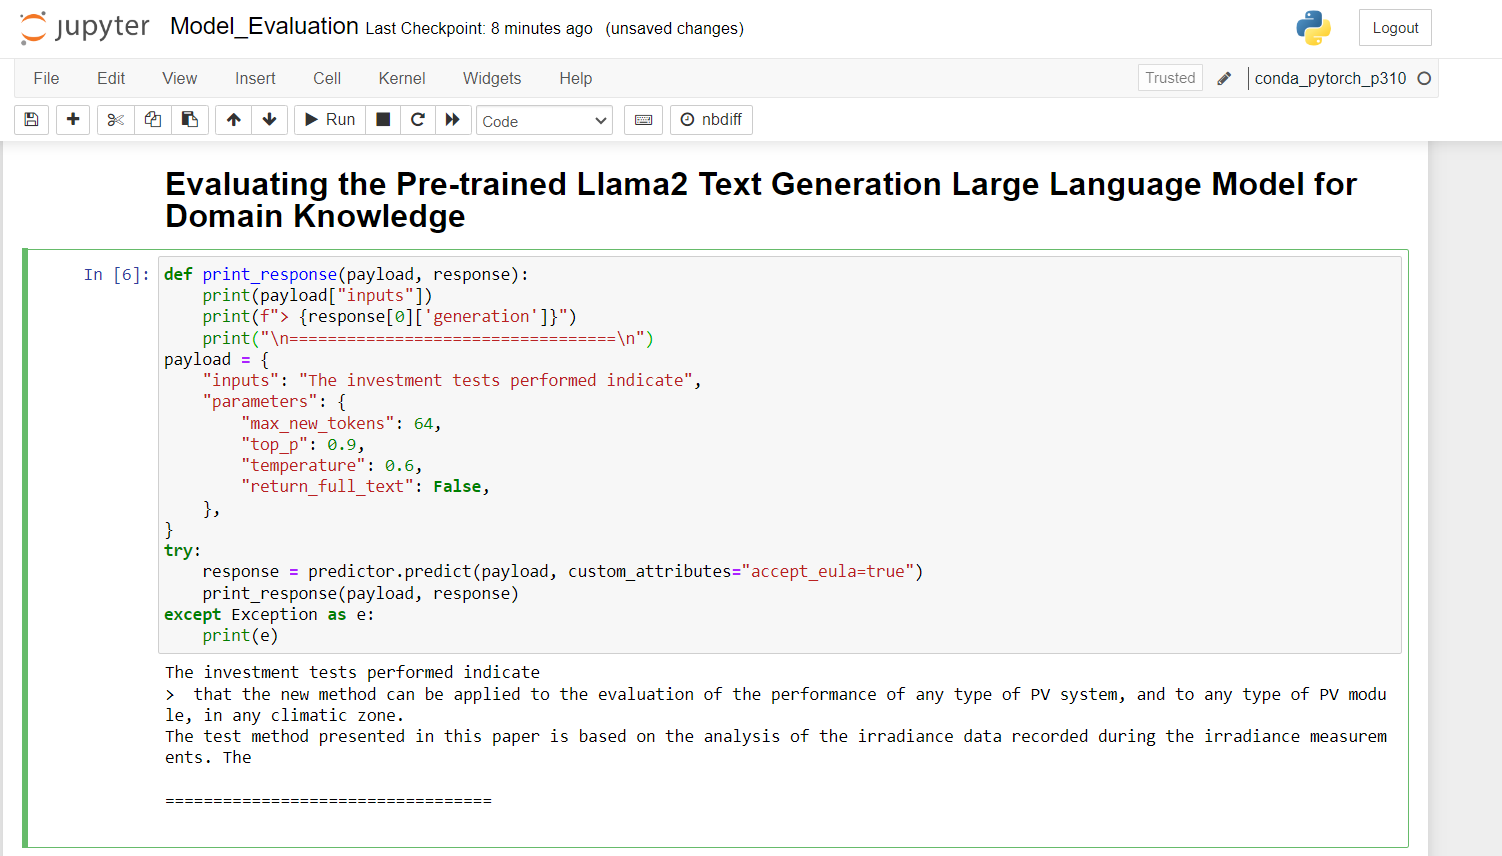 jupyter Model_Evaluation Last Checkpoint: 8 minutes ago (unsaved changes) Logout
File Edit View Insert Cell Kernel Widgets Help Trusted conda_pytorch_p310
Run Code nbdiff
Evaluating the Pre-trained Llama2 Text Generation Large Language Model for
Domain Knowledge
In [6]: def print_response(payload, response):
    print(payload["inputs"])
    print(f"> {response[0]['generation']}")
    print("\n==================================\n")
payload = {
    "inputs": "The investment tests performed indicate",
    "parameters": {
        "max_new_tokens": 64,
        "top_p": 0.9,
        "temperature": 0.6,
        "return_full_text": False,
    },
}
try:
    response = predictor.predict(payload, custom_attributes="accept_eula=true")
    print_response(payload, response)
except Exception as e:
    print(e)
The investment tests performed indicate
>  that the new method can be applied to the evaluation of the performance of any type of PV system, and to any type of PV modu
le, in any climatic zone.
The test method presented in this paper is based on the analysis of the irradiance data recorded during the irradiance measurem
ents. The
==================================